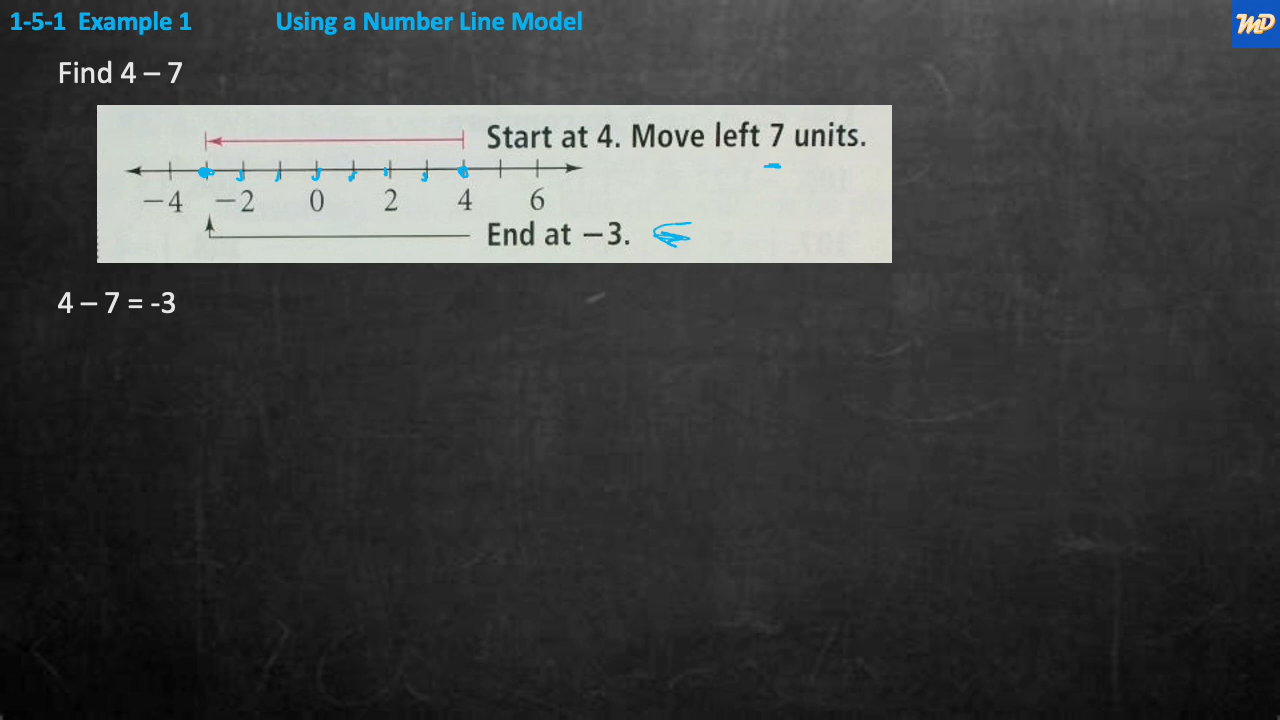 1-5-1 Example 1 Using a Number Line Model
MP
Find 4 – 7
Start at 4. Move left 7 units.
−4 −2 0 2 4 6
End at −3.
4 – 7 = -3